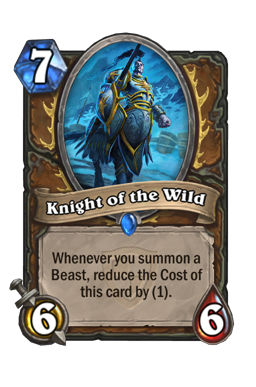 7
Knight of the Wild
Whenever you summon a
Beast, reduce the Cost of
this card by (1).
6 6